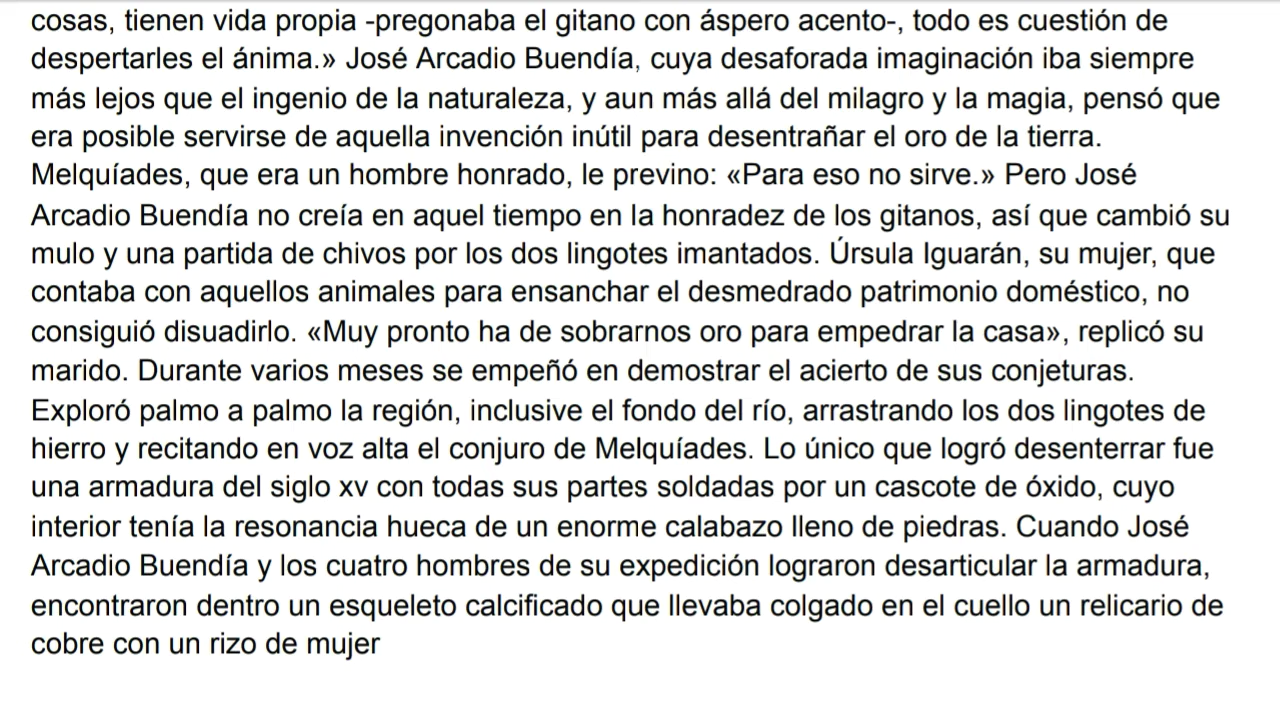 cosas, tienen vida propia -pregonaba el gitano con áspero acento-, todo es cuestión de
despertarles el ánima.» José Arcadio Buendía, cuya desaforada imaginación iba siempre
más lejos que el ingenio de la naturaleza, y aun más allá del milagro y la magia, pensó que
era posible servirse de aquella invención inútil para desentrañar el oro de la tierra.
Melquíades, que era un hombre honrado, le previno: «Para eso no sirve.» Pero José
Arcadio Buendía no creía en aquel tiempo en la honradez de los gitanos, así que cambió su
mulo y una partida de chivos por los dos lingotes imantados. Úrsula Iguarán, su mujer, que
contaba con aquellos animales para ensanchar el desmedrado patrimonio doméstico, no
consiguió disuadirlo. «Muy pronto ha de sobrarnos oro para empedrar la casa», replicó su
marido. Durante varios meses se empeñó en demostrar el acierto de sus conjeturas.
Exploró palmo a palmo la región, inclusive el fondo del río, arrastrando los dos lingotes de
hierro y recitando en voz alta el conjuro de Melquíades. Lo único que logró desenterrar fue
una armadura del siglo xv con todas sus partes soldadas por un cascote de óxido, cuyo
interior tenía la resonancia hueca de un enorme calabazo lleno de piedras. Cuando José
Arcadio Buendía y los cuatro hombres de su expedición lograron desarticular la armadura,
encontraron dentro un esqueleto calcificado que llevaba colgado en el cuello un relicario de
cobre con un rizo de mujer